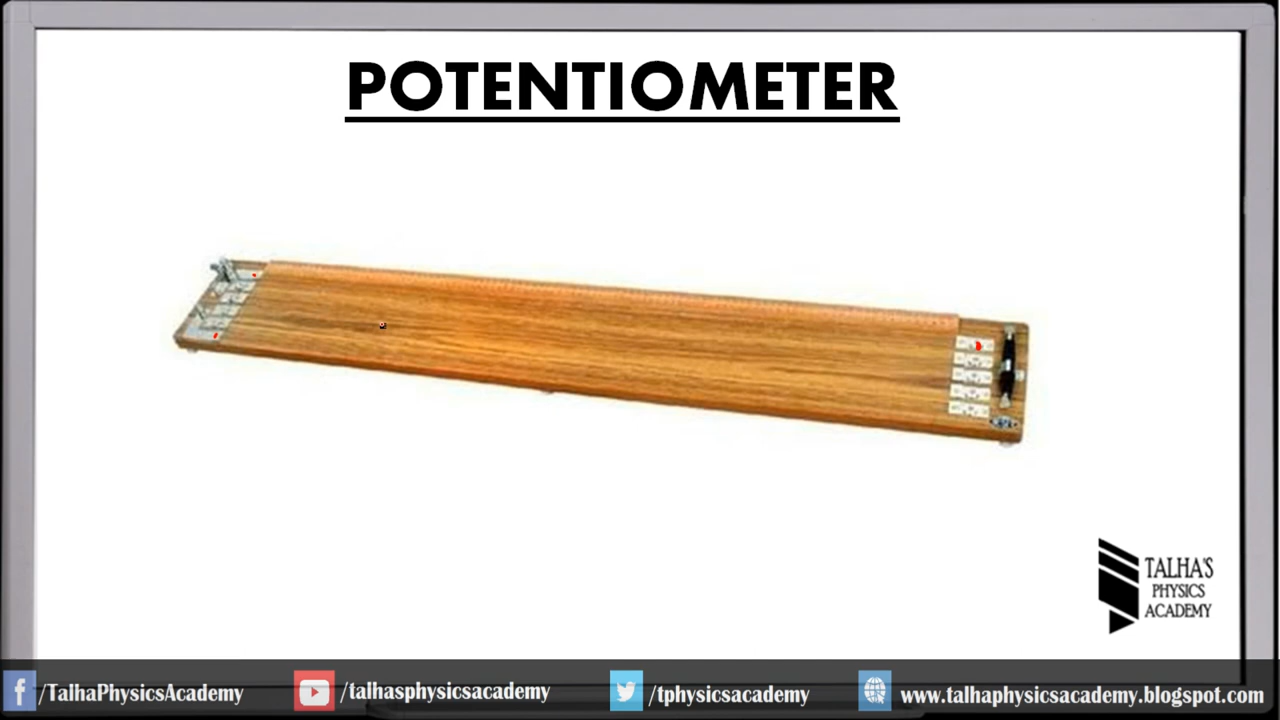 POTENTIOMETER
TALHA'S
PHYSICS
ACADEMY
/TalhaPhysicsAcademy
/talhasphysicsacademy
/tphysicsacademy
www.talhaphysicsacademy.blogspot.com